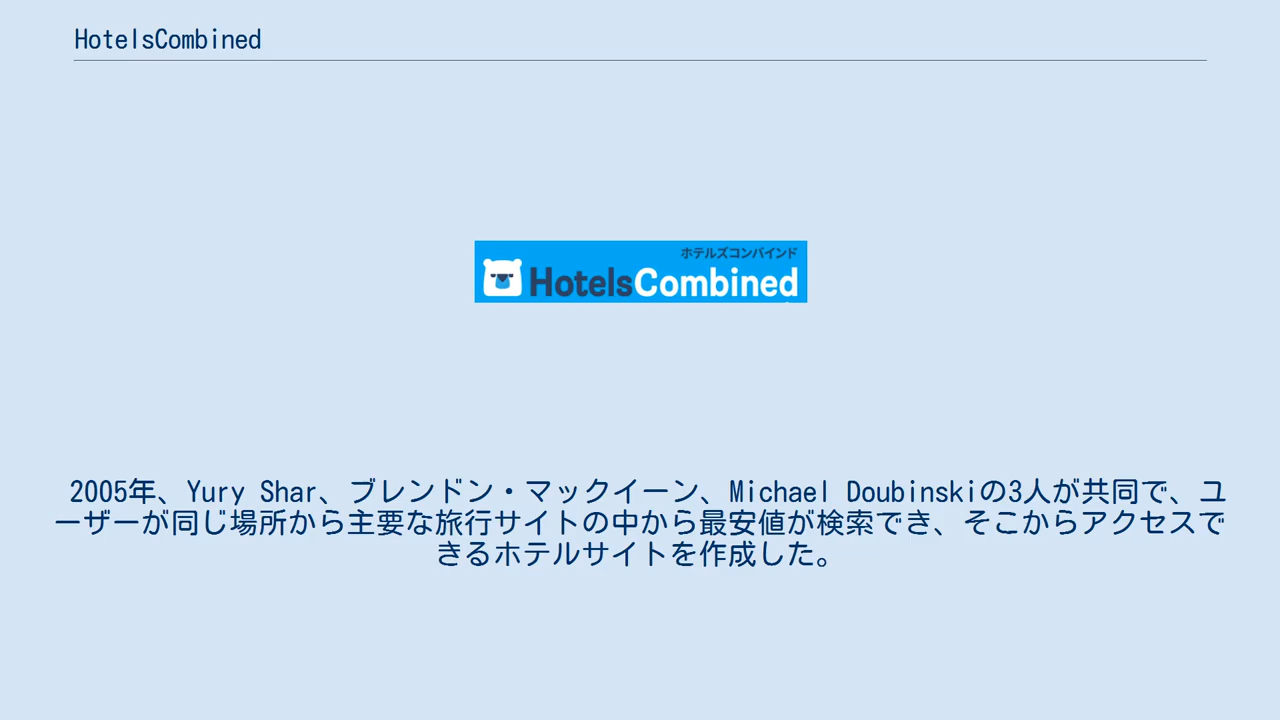 HotelsCombined
ホテルズコンバインド
HotelsCombined
2005年、Yury Shar、ブレンドン・マックイーン、Michael Doubinskiの3人が共同で、ユ
ーザーが同じ場所から主要な旅行サイトの中から最安値が検索でき、そこからアクセスで
きるホテルサイトを作成した。